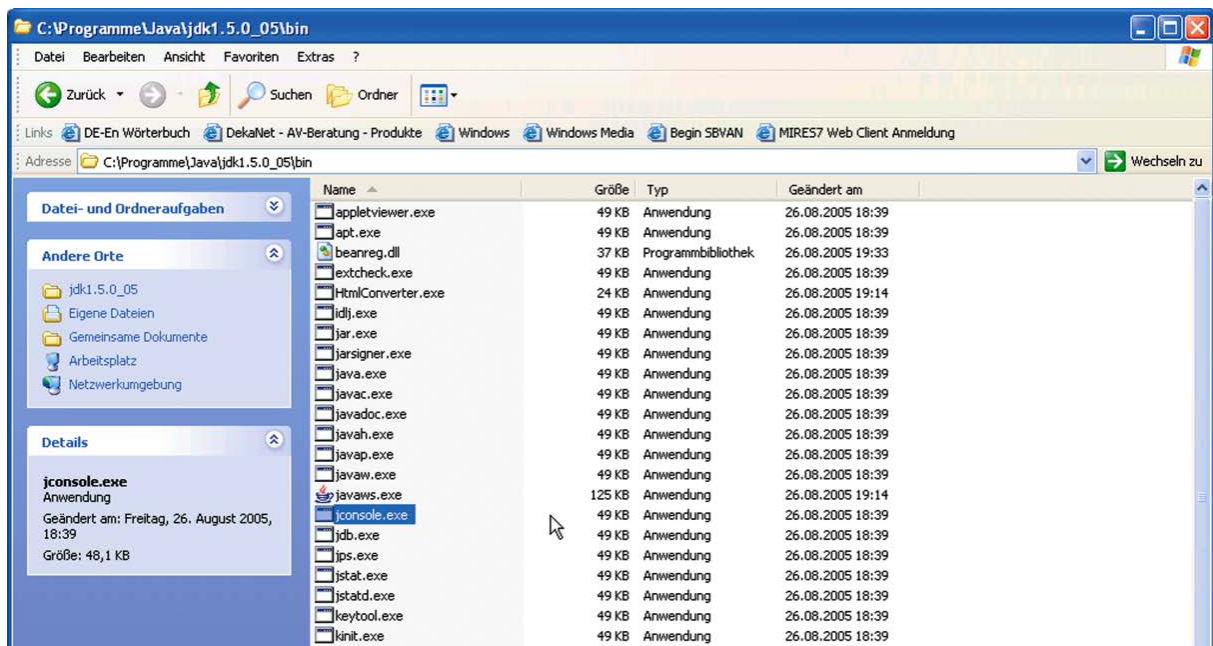 C:\Programme\Java\jdk1.5.0_05\bin
Datei Bearbeiten Ansicht Favoriten Extras ?
Zurück Suchen Ordner
Links DE-En Wörterbuch DekaNet - AV-Beratung - Produkte Windows Windows Media Begin SBVAN MIRES7 Web Client Anmeldung
Adresse C:\Programme\Java\jdk1.5.0_05\bin Wechseln zu
Datei- und Ordneraufgaben
Andere Orte
jdk1.5.0_05
Eigene Dateien
Gemeinsame Dokumente
Arbeitsplatz
Netzwerkumgebung
Details
jconsole.exe
Anwendung
Geändert am: Freitag, 26. August 2005,
18:39
Größe: 48,1 KB
Name Größe Typ Geändert am
appletviewer.exe 49 KB Anwendung 26.08.2005 18:39
apt.exe 49 KB Anwendung 26.08.2005 18:39
beanreg.dll 37 KB Programmbibliothek 26.08.2005 19:33
extcheck.exe 49 KB Anwendung 26.08.2005 18:39
HtmlConverter.exe 24 KB Anwendung 26.08.2005 19:14
idlj.exe 49 KB Anwendung 26.08.2005 18:39
jar.exe 49 KB Anwendung 26.08.2005 18:39
jarsigner.exe 49 KB Anwendung 26.08.2005 18:39
java.exe 49 KB Anwendung 26.08.2005 18:39
javac.exe 49 KB Anwendung 26.08.2005 18:39
javadoc.exe 49 KB Anwendung 26.08.2005 18:39
javah.exe 49 KB Anwendung 26.08.2005 18:39
javap.exe 49 KB Anwendung 26.08.2005 18:39
javaw.exe 49 KB Anwendung 26.08.2005 18:39
javaws.exe 125 KB Anwendung 26.08.2005 19:14
jconsole.exe 49 KB Anwendung 26.08.2005 18:39
jdb.exe 49 KB Anwendung 26.08.2005 18:39
jps.exe 49 KB Anwendung 26.08.2005 18:39
jstat.exe 49 KB Anwendung 26.08.2005 18:39
jstatd.exe 49 KB Anwendung 26.08.2005 18:39
keytool.exe 49 KB Anwendung 26.08.2005 18:39
kinit.exe 49 KB Anwendung 26.08.2005 18:39